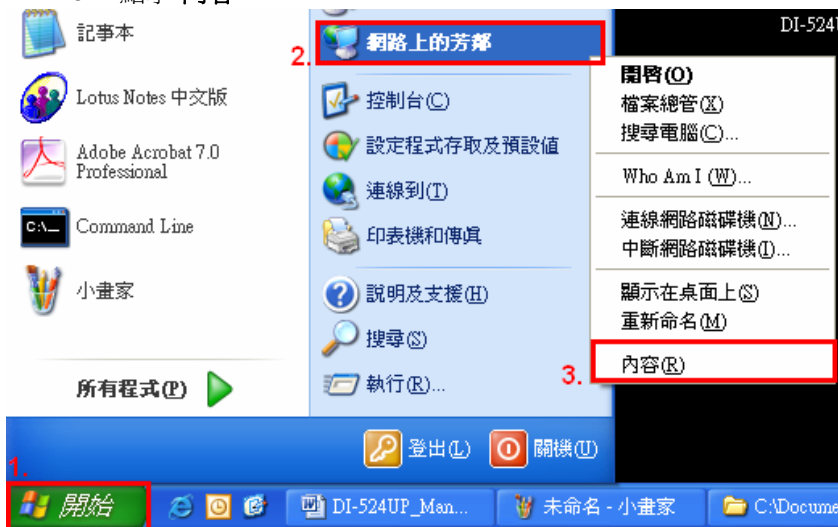 記事本
Lotus Notes 中文版
Adobe Acrobat 7.0
Professional
C:\_
Command Line
小畫家
所有程式(P)
2.
網路上的芳鄰
控制台(C)
設定程式存取及預設值
連線到(T)
印表機和傳真
說明及支援(H)
搜尋(S)
執行(R)...
DI-524U
開啓(O)
檔案總管(X)
搜尋電腦(C)...
Who Am I (W)...
連線網路磁碟機(N)...
中斷網路磁碟機(I)...
顯示在桌面上(S)
重新命名(M)
3.
內容(R)
登出(L)
關機(U)
1.
開始
DI-524UP_Man...
未命名 - 小畫家
C:\Docum